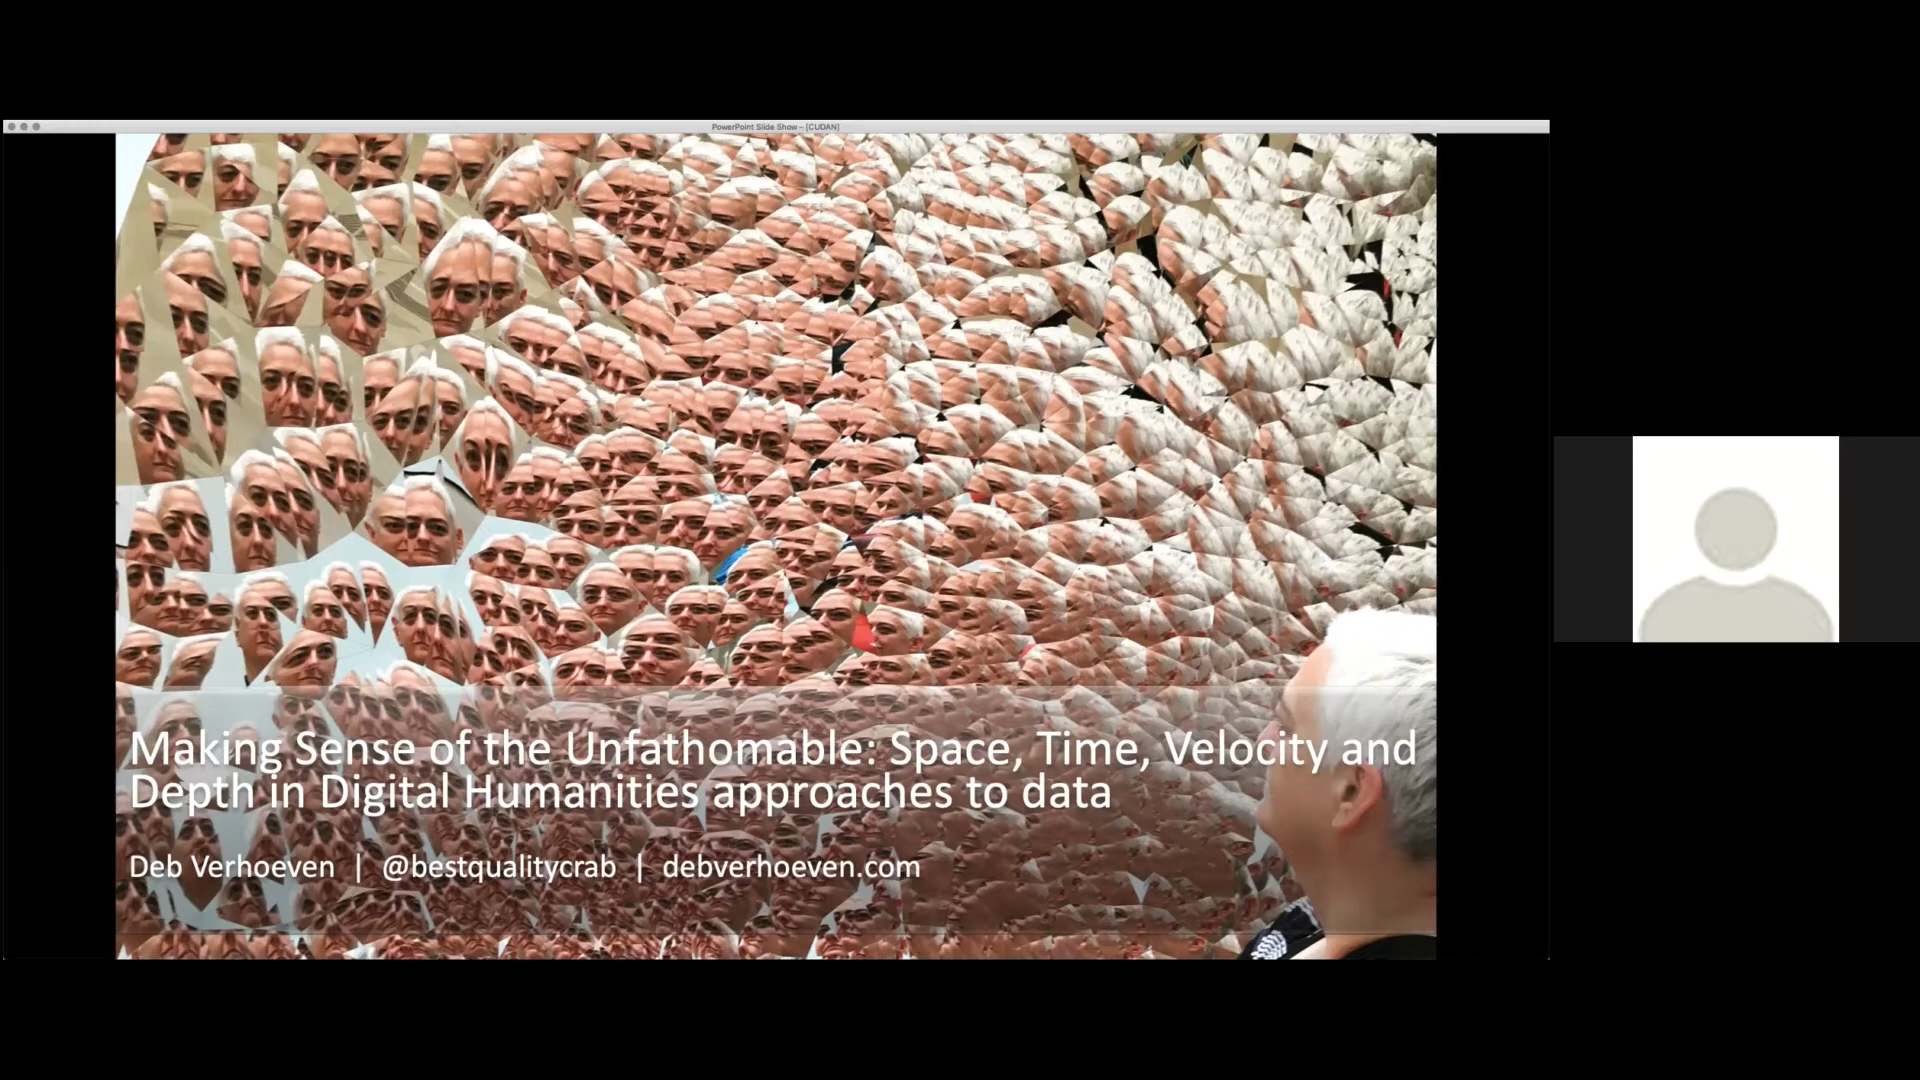 PowerPoint Slide Show – [CUDAN]
Making Sense of the Unfathomable: Space, Time, Velocity and
Depth in Digital Humanities approaches to data
Deb Verhoeven | @bestqualitycrab | debverhoeven.com